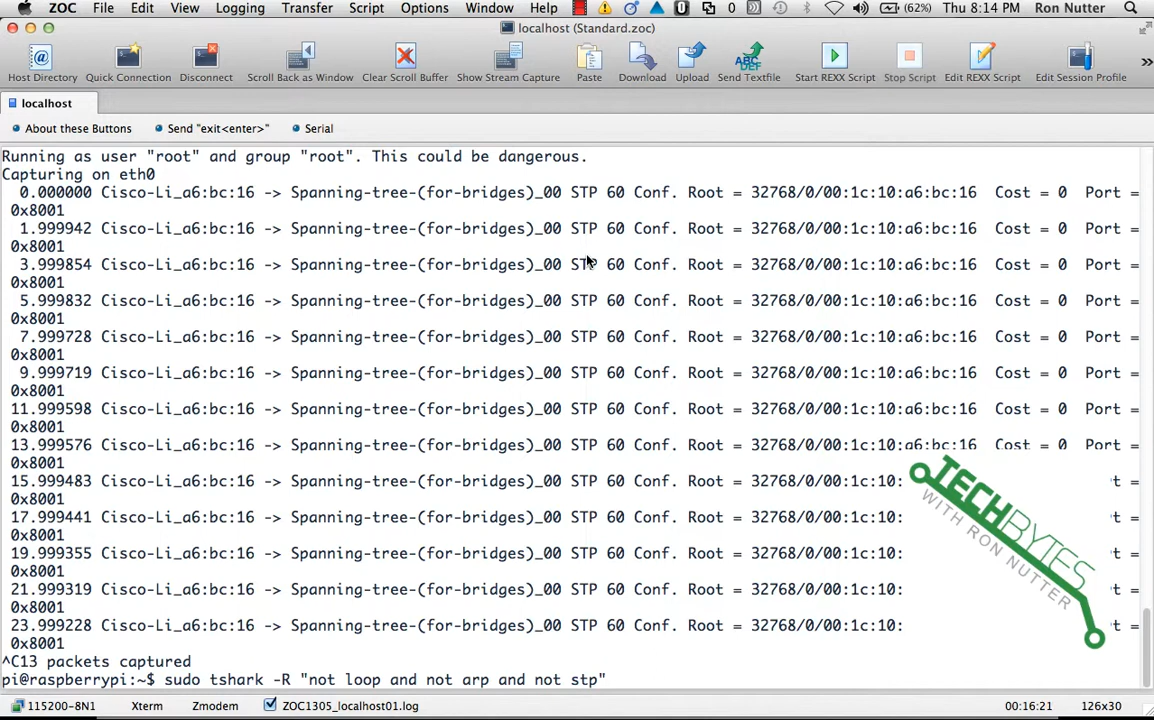 ZOC File Edit View Logging Transfer Script Options Window Help 0 (62%) Thu 8:14 PM Ron Nutter
localhost (Standard.zoc)
Host Directory Quick Connection Disconnect Scroll Back as Window Clear Scroll Buffer Show Stream Capture Paste Download Upload Send Textfile Start REXX Script Stop Script Edit REXX Script Edit Session Profile
localhost
About these Buttons Send "exit<enter>" Serial
Running as user "root" and group "root". This could be dangerous.
Capturing on eth0
0.000000 Cisco-Li_a6:bc:16 -> Spanning-tree-(for-bridges)_00 STP 60 Conf. Root = 32768/0/00:1c:10:a6:bc:16 Cost = 0 Port =
0x8001
1.999942 Cisco-Li_a6:bc:16 -> Spanning-tree-(for-bridges)_00 STP 60 Conf. Root = 32768/0/00:1c:10:a6:bc:16 Cost = 0 Port =
0x8001
3.999854 Cisco-Li_a6:bc:16 -> Spanning-tree-(for-bridges)_00 STP 60 Conf. Root = 32768/0/00:1c:10:a6:bc:16 Cost = 0 Port =
0x8001
5.999832 Cisco-Li_a6:bc:16 -> Spanning-tree-(for-bridges)_00 STP 60 Conf. Root = 32768/0/00:1c:10:a6:bc:16 Cost = 0 Port =
0x8001
7.999728 Cisco-Li_a6:bc:16 -> Spanning-tree-(for-bridges)_00 STP 60 Conf. Root = 32768/0/00:1c:10:a6:bc:16 Cost = 0 Port =
0x8001
9.999719 Cisco-Li_a6:bc:16 -> Spanning-tree-(for-bridges)_00 STP 60 Conf. Root = 32768/0/00:1c:10:a6:bc:16 Cost = 0 Port =
0x8001
11.999598 Cisco-Li_a6:bc:16 -> Spanning-tree-(for-bridges)_00 STP 60 Conf. Root = 32768/0/00:1c:10:a6:bc:16 Cost = 0 Port =
0x8001
13.999576 Cisco-Li_a6:bc:16 -> Spanning-tree-(for-bridges)_00 STP 60 Conf. Root = 32768/0/00:1c:10:a6:bc:16 Cost = 0 Port =
0x8001
15.999483 Cisco-Li_a6:bc:16 -> Spanning-tree-(for-bridges)_00 STP 60 Conf. Root = 32768/0/00:1c:10: t =
0x8001
17.999441 Cisco-Li_a6:bc:16 -> Spanning-tree-(for-bridges)_00 STP 60 Conf. Root = 32768/0/00:1c:10: t =
0x8001
19.999355 Cisco-Li_a6:bc:16 -> Spanning-tree-(for-bridges)_00 STP 60 Conf. Root = 32768/0/00:1c:10: t =
0x8001
21.999319 Cisco-Li_a6:bc:16 -> Spanning-tree-(for-bridges)_00 STP 60 Conf. Root = 32768/0/00:1c:10: t =
0x8001
23.999228 Cisco-Li_a6:bc:16 -> Spanning-tree-(for-bridges)_00 STP 60 Conf. Root = 32768/0/00:1c:10: t =
0x8001
^C13 packets captured
pi@raspberrypi:~$ sudo tshark -R "not loop and not arp and not stp"
TECHBYTES
WITH RON NUTTER
115200-8N1 Xterm Zmodem ZOC1305_localhost01.log 00:16:21 126x30